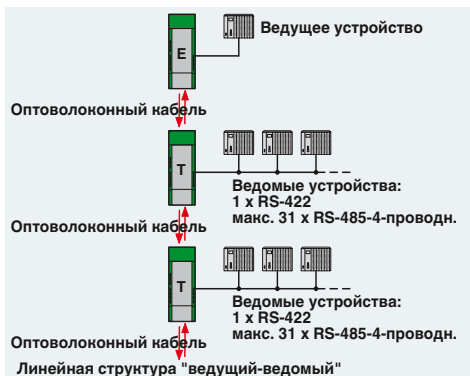 Ведущее устройство
E
Оптоволоконный кабель
T
Ведомые устройства:
1 x RS-422
макс. 31 x RS-485-4-проводн.
Оптоволоконный кабель
T
Ведомые устройства:
1 x RS-422
макс. 31 x RS-485-4-проводн.
Оптоволоконный кабель
Линейная структура "ведущий-ведомый"